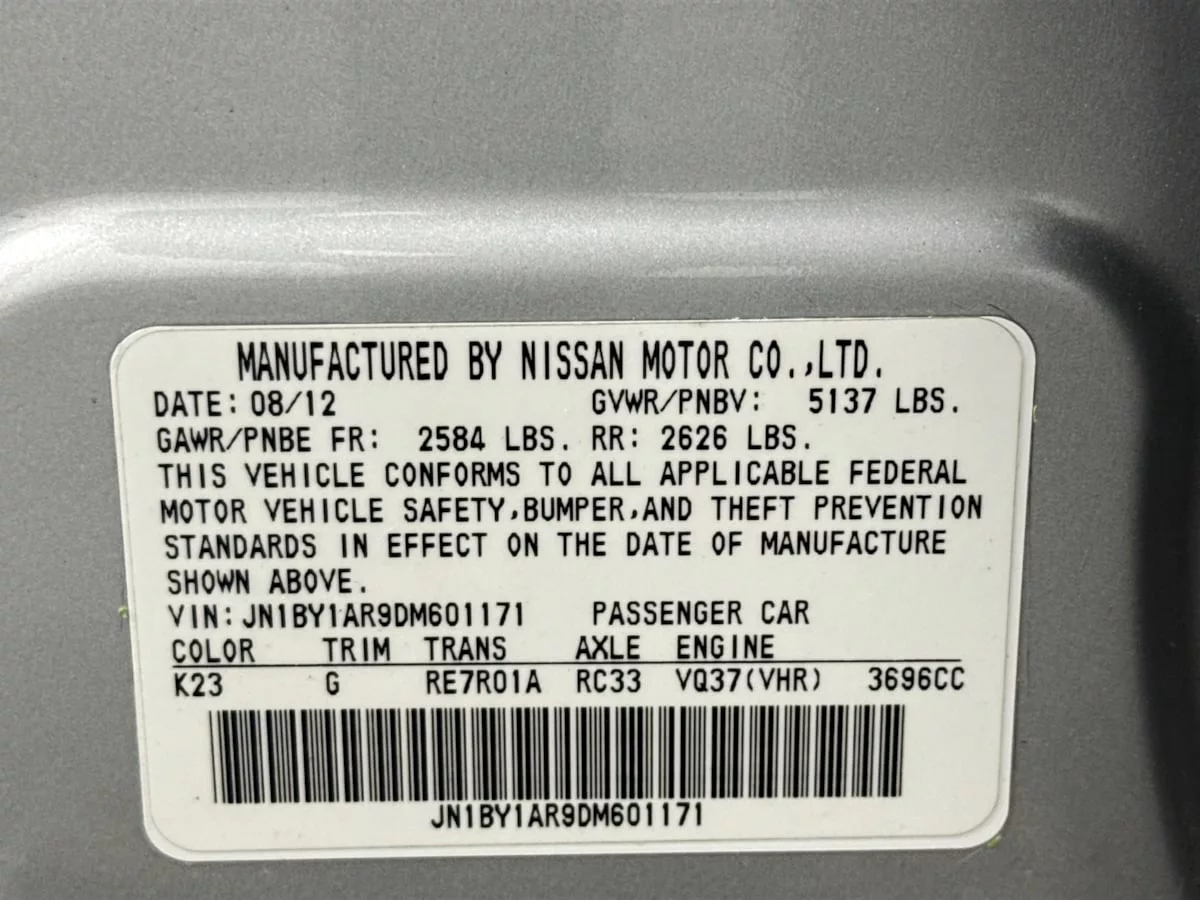 MANUFACTURED BY NISSAN MOTOR CO.,LTD.
DATE: 08/12 GVWR/PNBV: 5137 LBS.
GAWR/PNBE FR: 2584 LBS. RR: 2626 LBS.
THIS VEHICLE CONFORMS TO ALL APPLICABLE FEDERAL
MOTOR VEHICLE SAFETY,BUMPER,AND THEFT PREVENTION
STANDARDS IN EFFECT ON THE DATE OF MANUFACTURE
SHOWN ABOVE.
VIN: JN1BY1AR9DM601171 PASSENGER CAR
COLOR TRIM TRANS AXLE ENGINE
K23 G RE7R01A RC33 VQ37(VHR) 3696CC
JN1BY1AR9DM601171